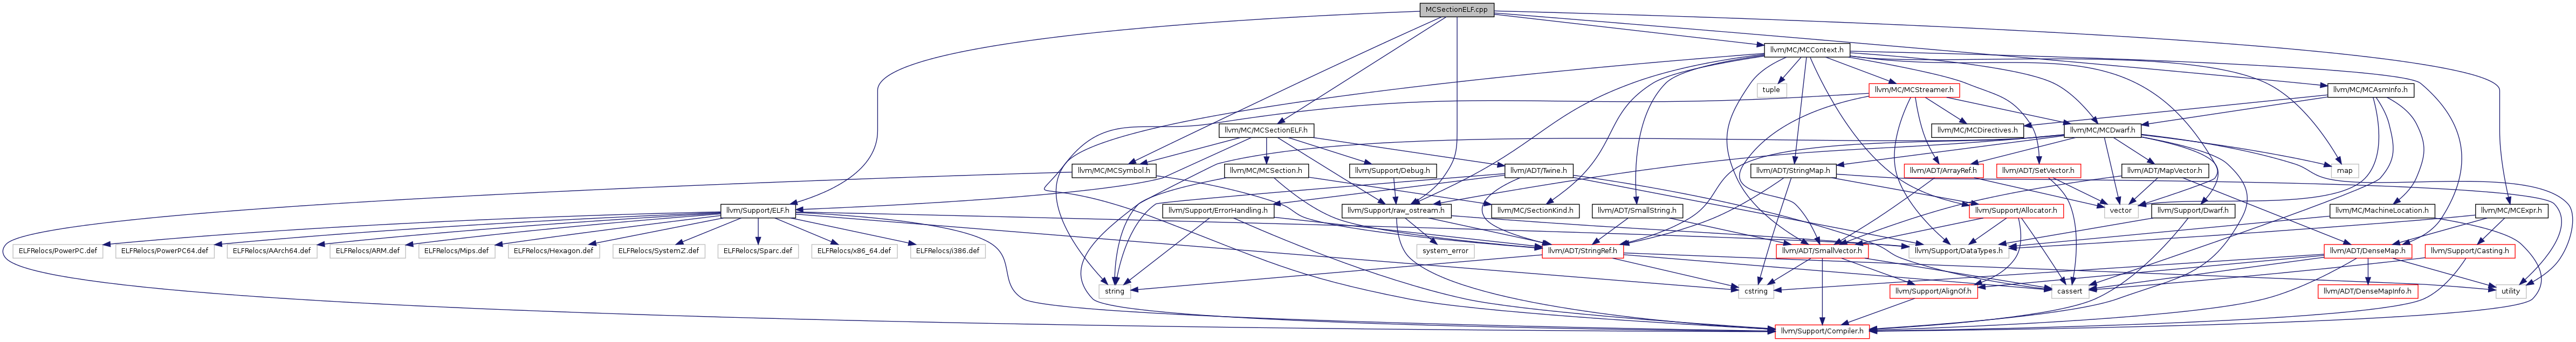 MCSectionELF.cpp
llvm/MC/MCContext.h
tuple
llvm/MC/MCStreamer.h
llvm/MC/MCAsmInfo.h
llvm/MC/MCSectionELF.h
llvm/MC/MCDirectives.h
llvm/MC/MCDwarf.h
llvm/MC/MCSymbol.h
llvm/MC/MCSection.h
llvm/Support/Debug.h
llvm/ADT/Twine.h
llvm/ADT/StringMap.h
llvm/ADT/ArrayRef.h
llvm/ADT/SetVector.h
llvm/ADT/MapVector.h
map
llvm/Support/ELF.h
llvm/Support/ErrorHandling.h
llvm/Support/raw_ostream.h
llvm/MC/SectionKind.h
llvm/ADT/SmallString.h
llvm/Support/Allocator.h
vector
llvm/Support/Dwarf.h
llvm/MC/MachineLocation.h
llvm/MC/MCExpr.h
ELFRelocs/PowerPC.def
ELFRelocs/PowerPC64.def
ELFRelocs/AArch64.def
ELFRelocs/ARM.def
ELFRelocs/Mips.def
ELFRelocs/Hexagon.def
ELFRelocs/SystemZ.def
ELFRelocs/Sparc.def
ELFRelocs/x86_64.def
ELFRelocs/i386.def
system_error
llvm/ADT/StringRef.h
llvm/ADT/SmallVector.h
llvm/Support/DataTypes.h
llvm/ADT/DenseMap.h
llvm/Support/Casting.h
string
cstring
llvm/Support/AlignOf.h
cassert
llvm/ADT/DenseMapInfo.h
utility
llvm/Support/Compiler.h